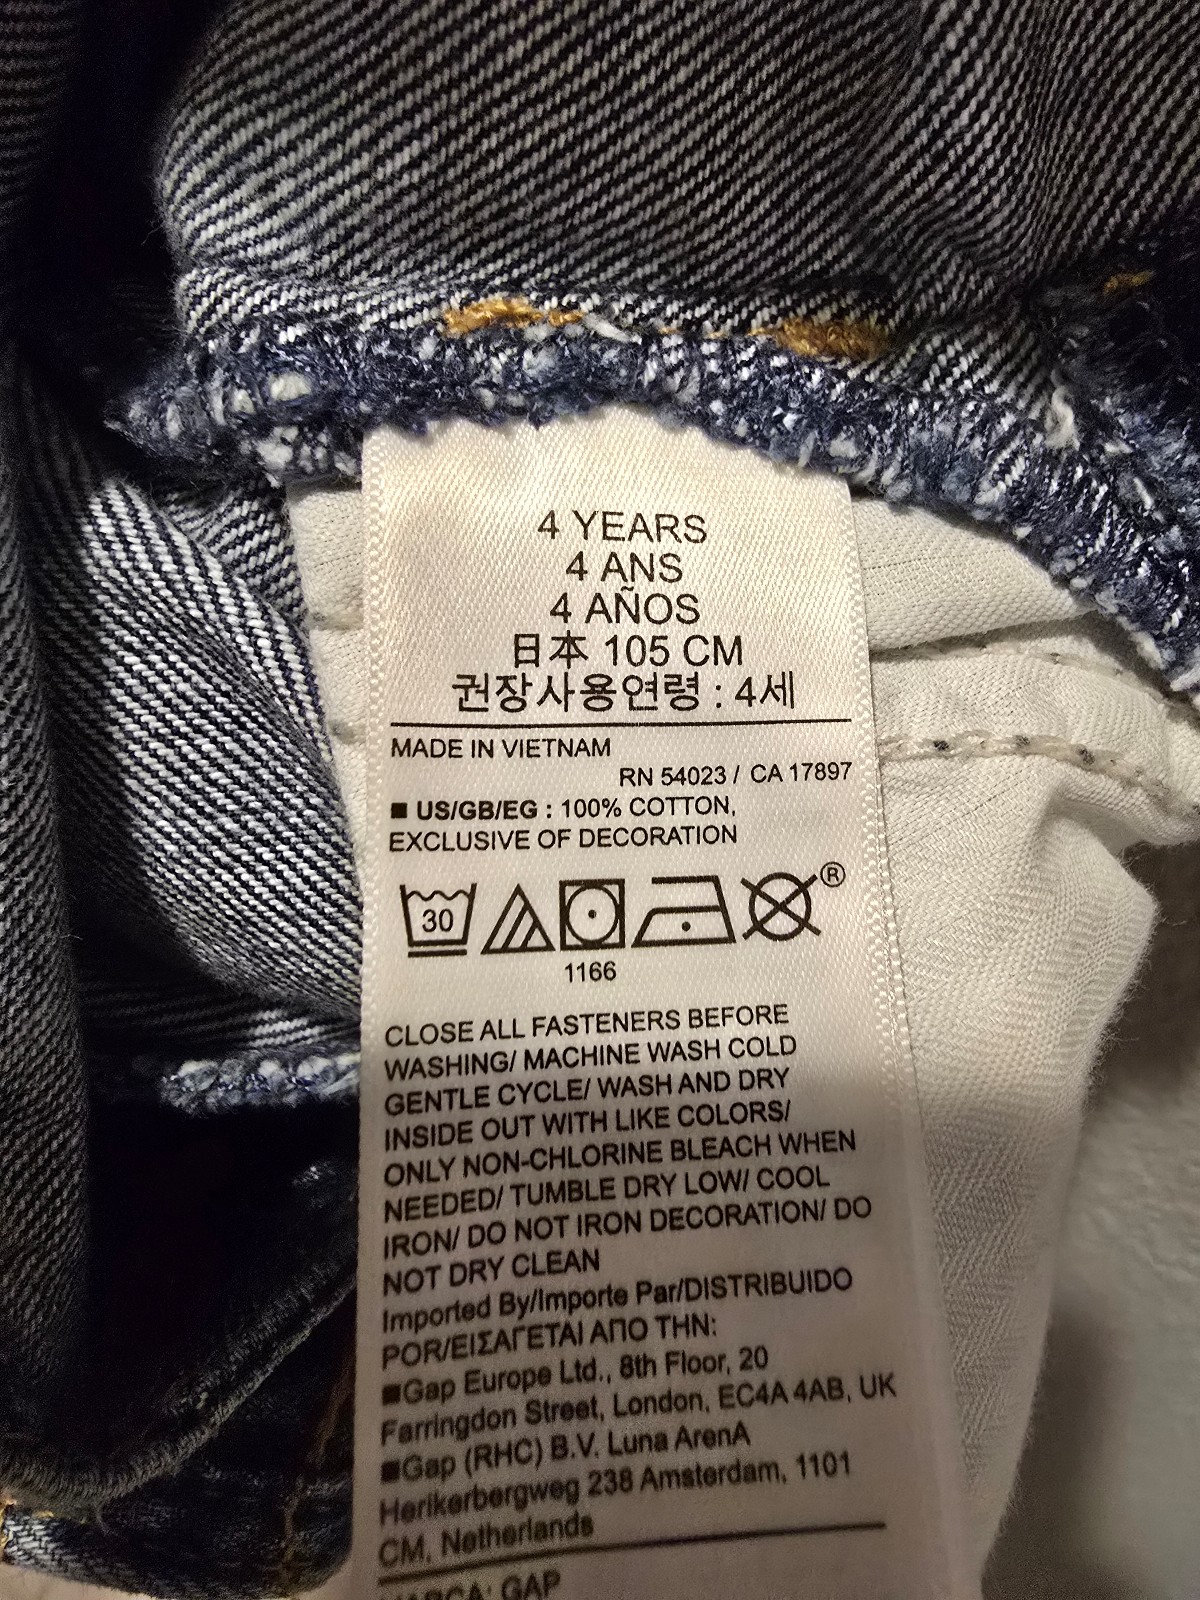 4 YEARS
4 ANS
4 AÑOS
日本 105 CM
권장사용연령 : 4세
MADE IN VIETNAM
RN 54023 / CA 17897
■ US/GB/EG : 100% COTTON,
EXCLUSIVE OF DECORATION
30
®
1166
CLOSE ALL FASTENERS BEFORE
WASHING/ MACHINE WASH COLD
GENTLE CYCLE/ WASH AND DRY
INSIDE OUT WITH LIKE COLORS/
ONLY NON-CHLORINE BLEACH WHEN
NEEDED/ TUMBLE DRY LOW/ COOL
IRON/ DO NOT IRON DECORATION/ DO
NOT DRY CLEAN
Imported By/Importe Par/DISTRIBUIDO
POR/ΕΙΣΑΓΕΤΑΙ ΑΠΟ ΤΗΝ:
■Gap Europe Ltd., 8th Floor, 20
Farringdon Street, London, EC4A 4AB, UK
■Gap (RHC) B.V. Luna ArenA
Herikerbergweg 238 Amsterdam, 1101
CM, Netherlands
MARCA: GAP